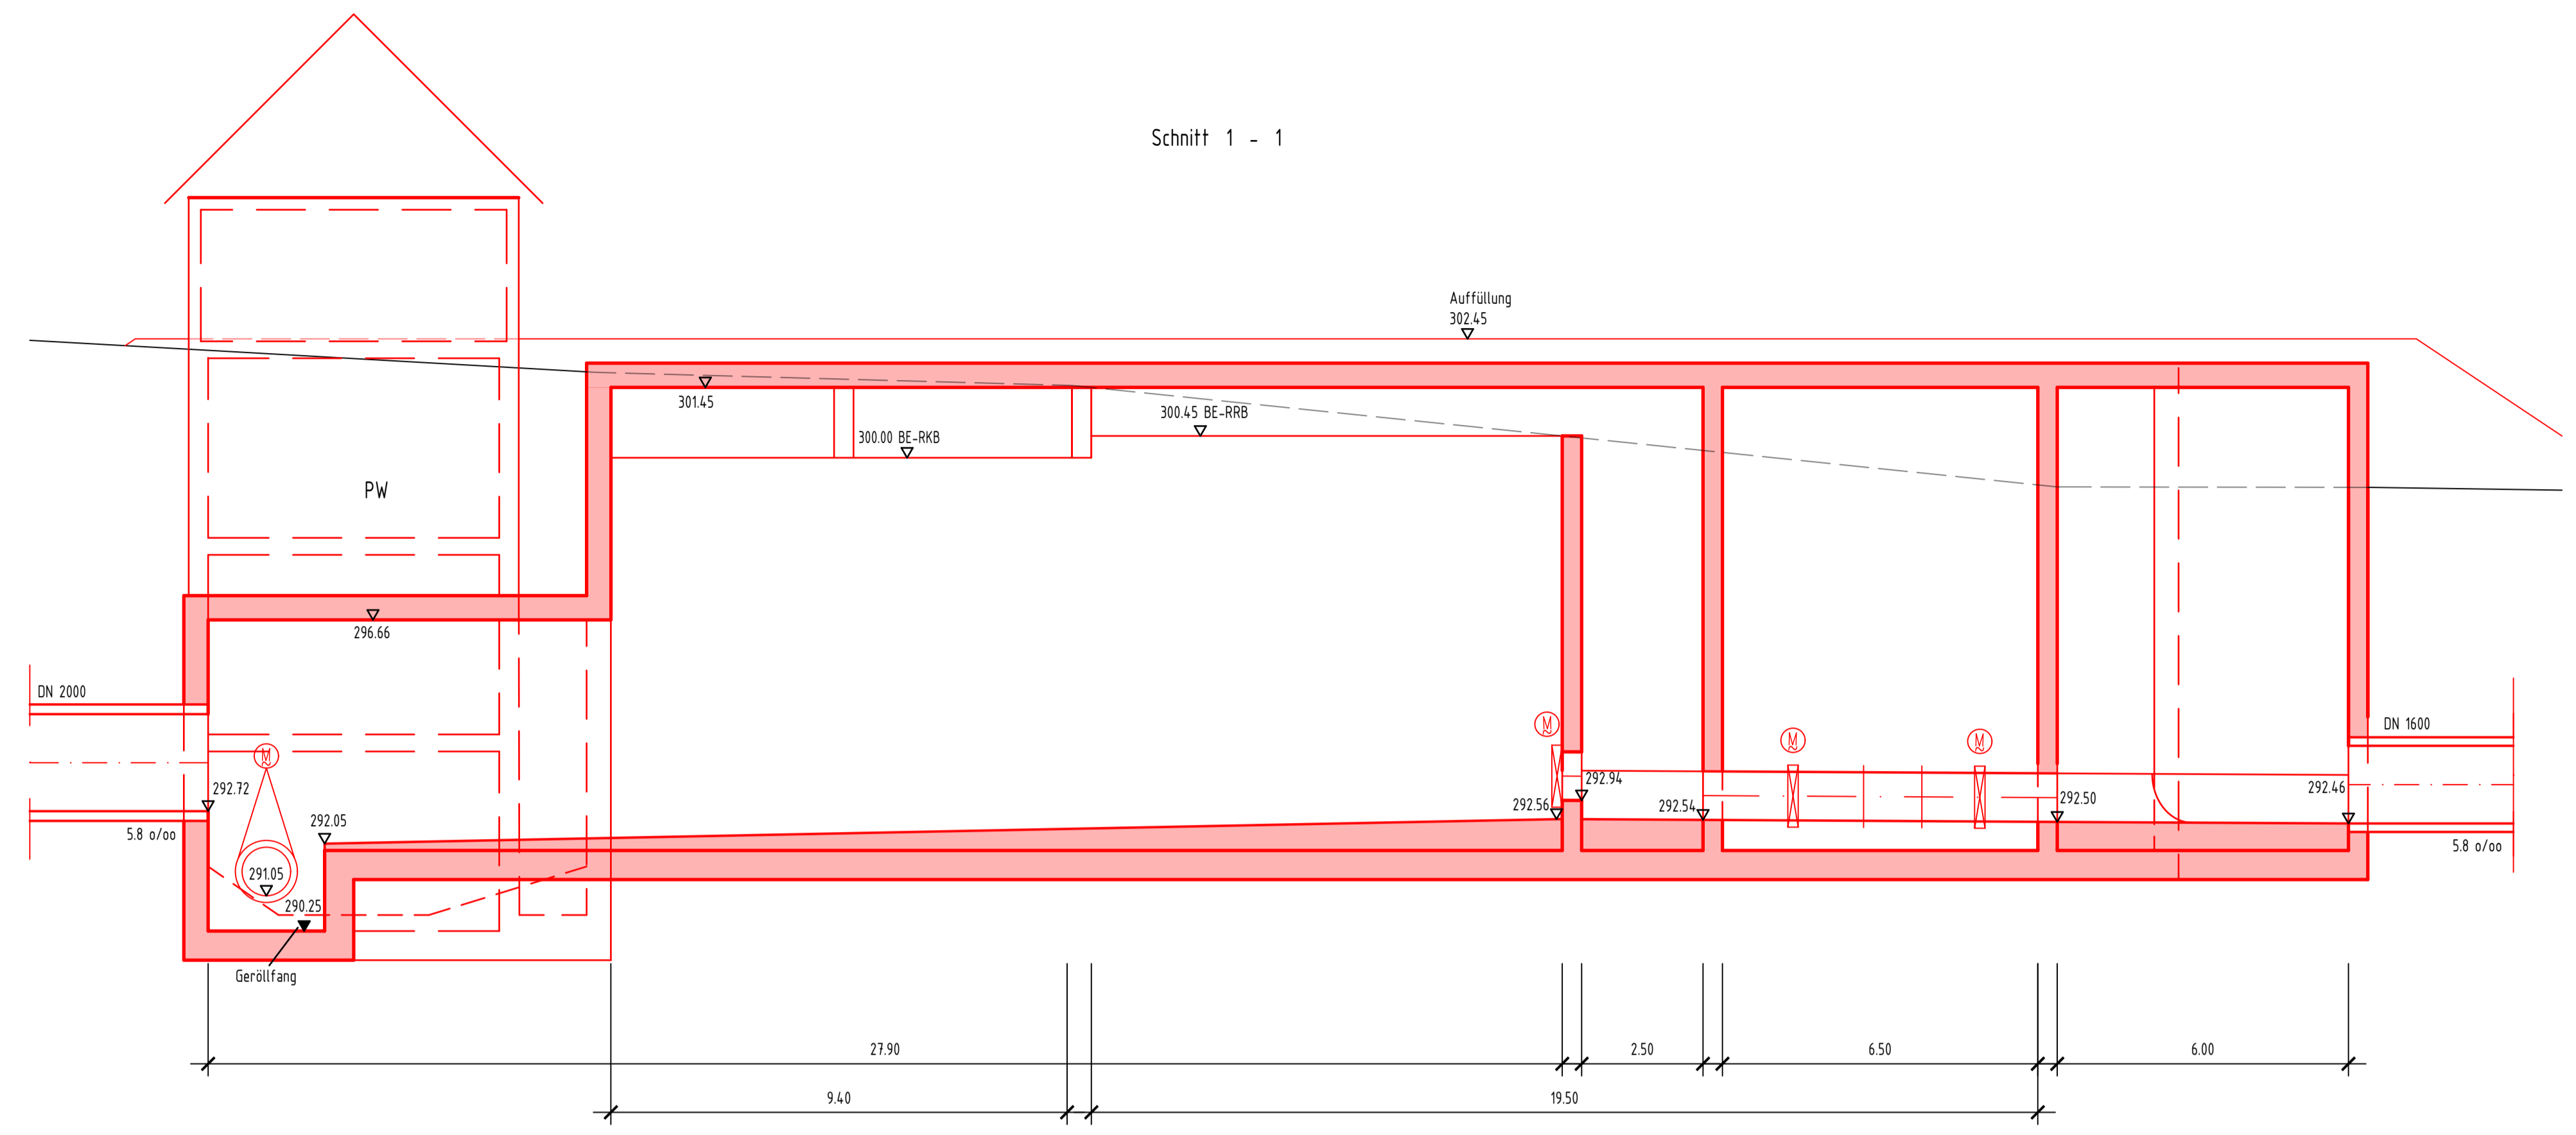 Schnitt 1 - 1
Auffüllung
302.45
301.45
300.45 BE-RRB
300.00 BE-RKB
PW
296.66
DN 2000
DN 1600
M
M
M
M
292.72
292.94
292.56
292.54
292.50
292.46
5.8 o/oo
292.05
5.8 o/oo
291.05
290.25
Geröllfang
27.90
2.50
6.50
6.00
9.40
19.50